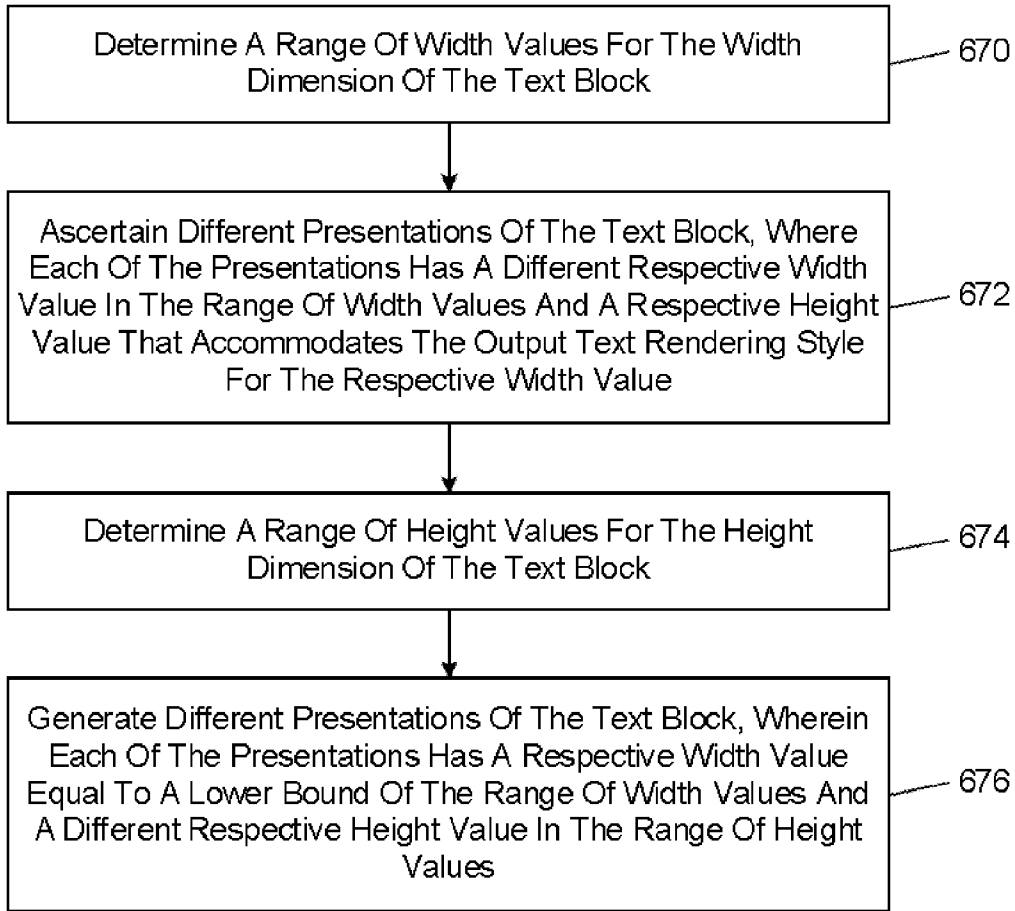 Determine A Range Of Width Values For The Width
Dimension Of The Text Block
670
Ascertain Different Presentations Of The Text Block, Where
Each Of The Presentations Has A Different Respective Width
Value In The Range Of Width Values And A Respective Height
Value That Accommodates The Output Text Rendering Style
For The Respective Width Value
672
Determine A Range Of Height Values For The Height
Dimension Of The Text Block
674
Generate Different Presentations Of The Text Block, Wherein
Each Of The Presentations Has A Respective Width Value
Equal To A Lower Bound Of The Range Of Width Values And
A Different Respective Height Value In The Range Of Height
Values
676